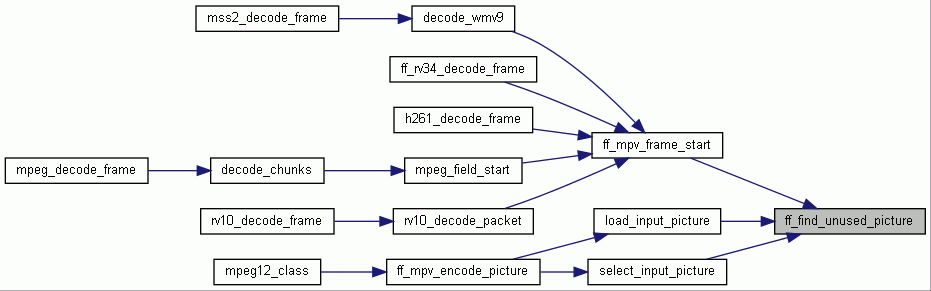 mss2_decode_frame
decode_wmv9
ff_rv34_decode_frame
h261_decode_frame
ff_mpv_frame_start
mpeg_decode_frame
decode_chunks
mpeg_field_start
rv10_decode_frame
rv10_decode_packet
load_input_picture
ff_find_unused_picture
mpeg12_class
ff_mpv_encode_picture
select_input_picture